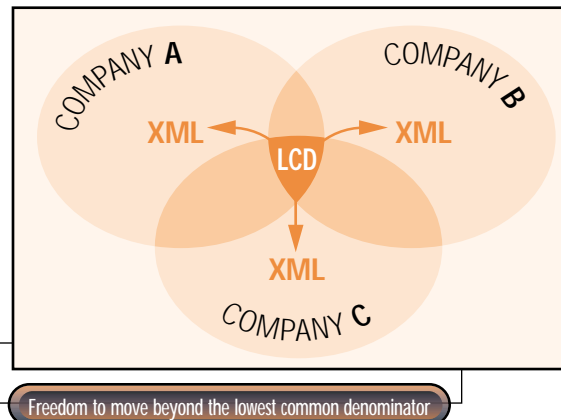 COMPANY A
COMPANY B
XML
XML
LCD
XML
COMPANY C
Freedom to move beyond the lowest common denominator